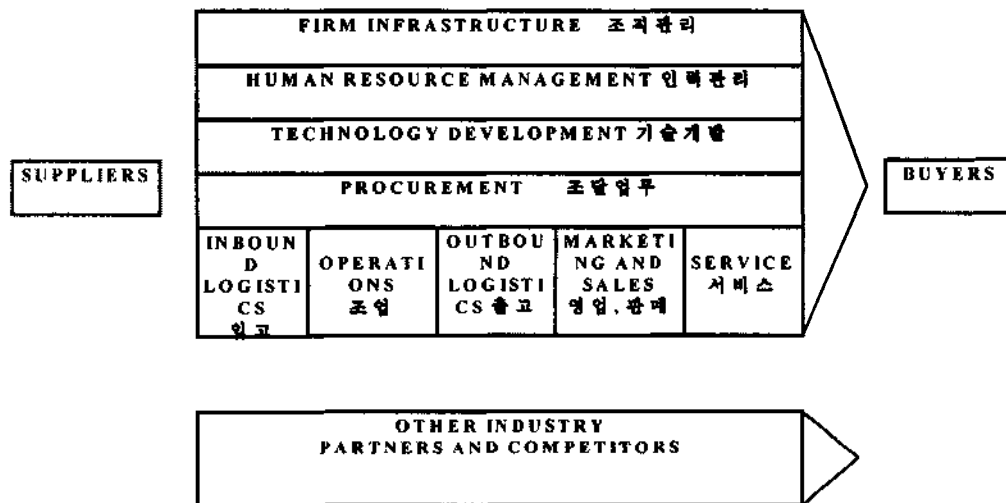 FIRM INFRASTRUCTURE 조직관리
HUMAN RESOURCE MANAGEMENT 인력관리
TECHNOLOGY DEVELOPMENT 기술개발
SUPPLIERS
PROCUREMENT 조달업무
BUYERS
INBOUN
D
LOGISTI
CS
입고
OPERATI
ONS
조업
OUTBOU
ND
LOGISTI
CS 출고
MARKETI
NG AND
SALES
영업, 판매
SERVICE
서비스
OTHER INDUSTRY
PARTNERS AND COMPETITORS